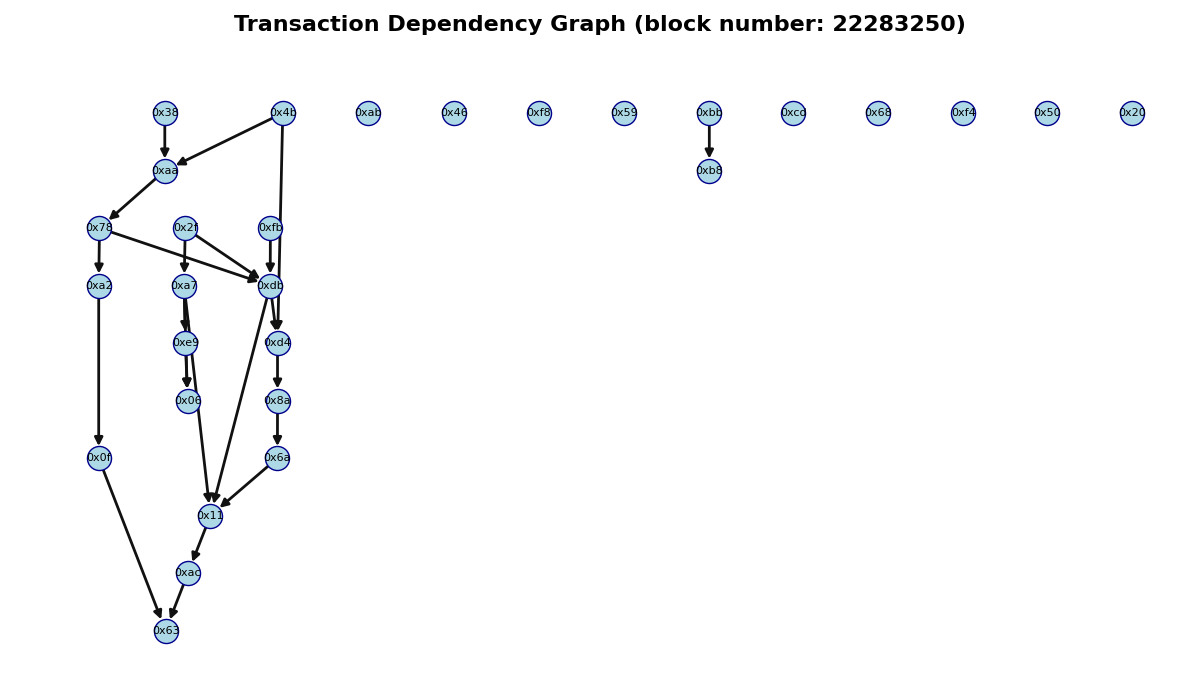 Transaction Dependency Graph (block number: 22283250)
0x38 0x4b 0xab 0x46 0xf8 0x59 0xbb 0xcc 0x68 0xf4 0x50 0x20
0xaa 0xb8
0x78 0x2f 0xfb
0xa2 0xa7 0xdb
0xe9 0xd4
0x06 0x8a
0x0f 0x6a
0x11
0xac
0x63